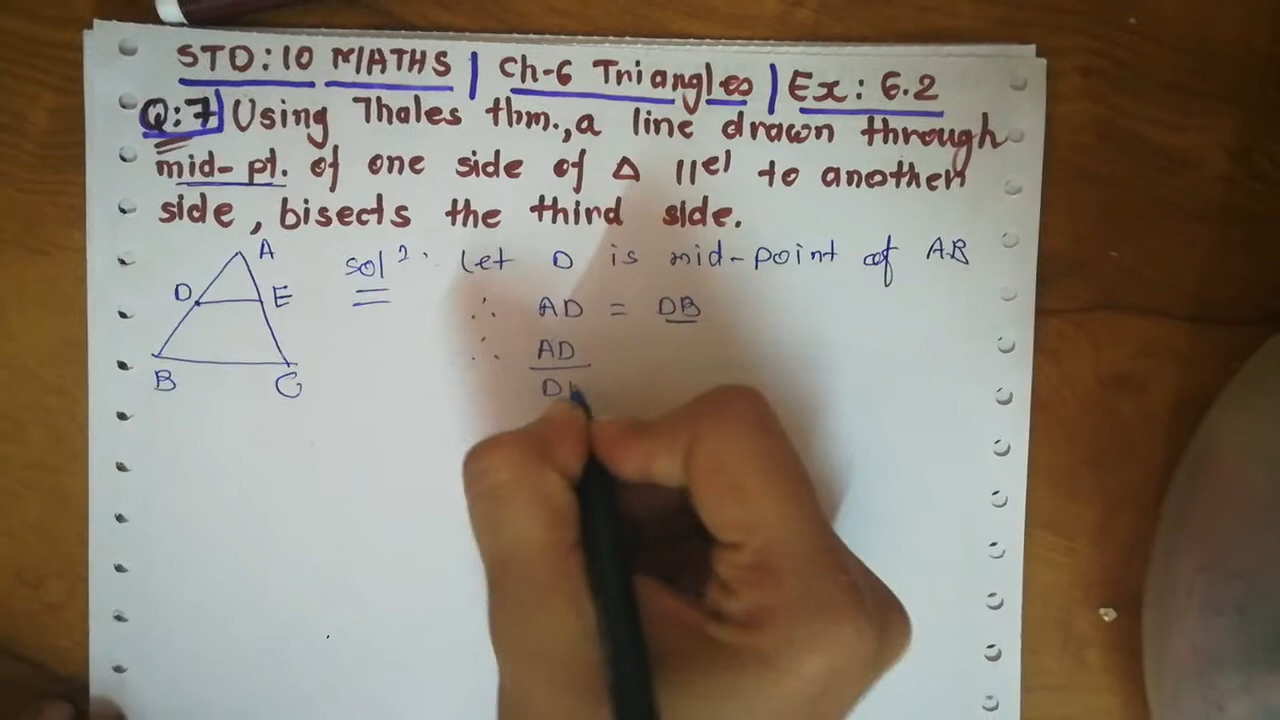 STD:10 MATHS | Ch-6 Triangles | Ex: 6.2
Q:7 Using Thales thm., a line drawn through
mid-pt. of one side of Δ ||el to another
side, bisects the third side.
A
D E
B C
soln. Let D is mid-point of AB
∴ AD = DB
∴ AD
D